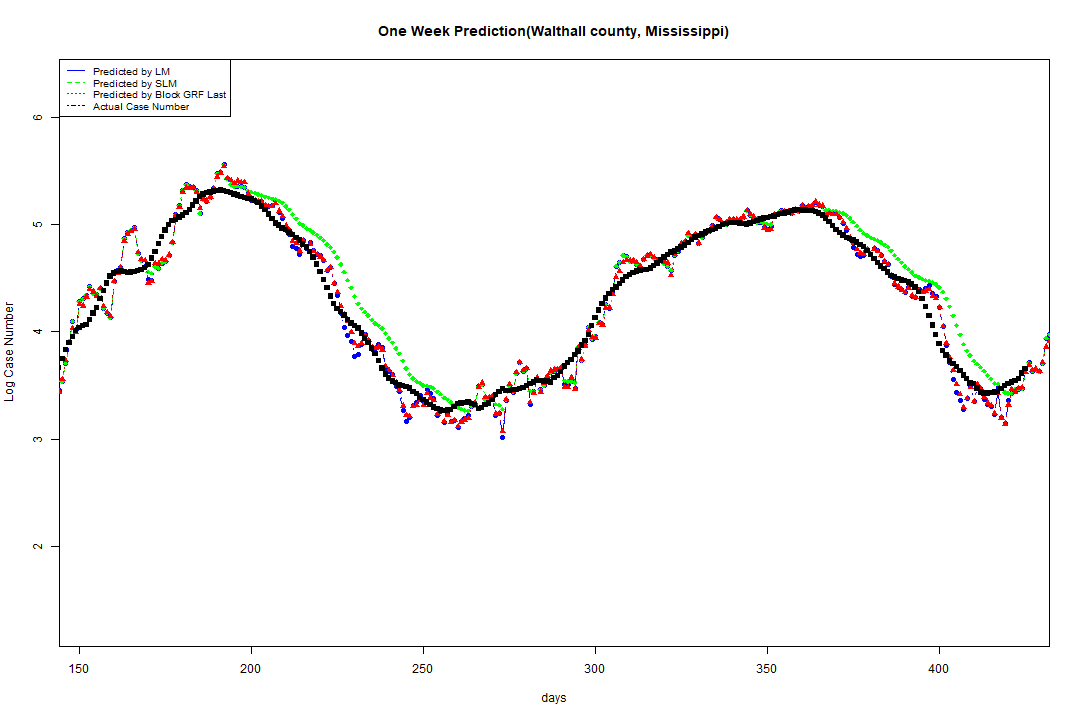 One Week Prediction(Walthall county, Mississippi)
Predicted by LM
Predicted by SLM
Predicted by Block GRF Last
Actual Case Number
6
5
4
3
2
Log Case Number
150 200 250 300 350 400
days